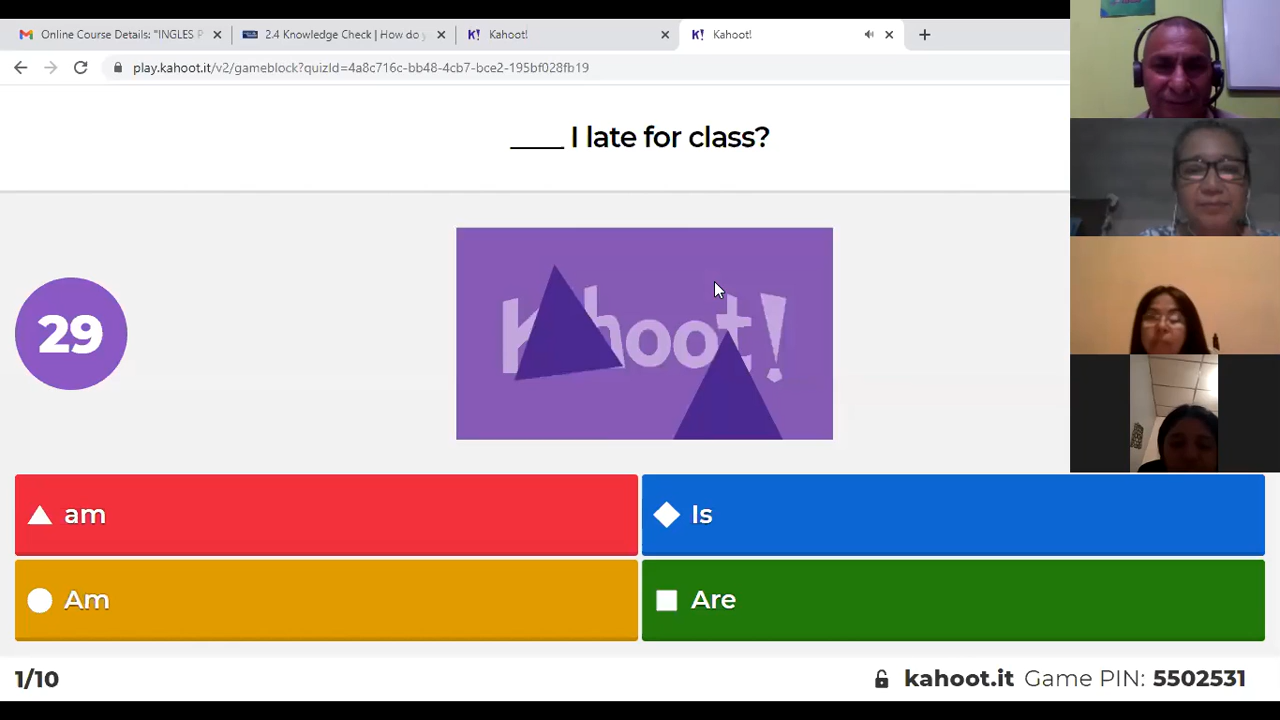 Online Course Details: "INGLES P
2.4 Knowledge Check | How do y
Kahoot!
Kahoot!
play.kahoot.it/v2/gameblock?quizId=4a8c716c-bb48-4cb7-bce2-195bf028fb19
____ I late for class?
29
Kahoot!
am
Is
Am
Are
1/10
kahoot.it Game PIN: 5502531